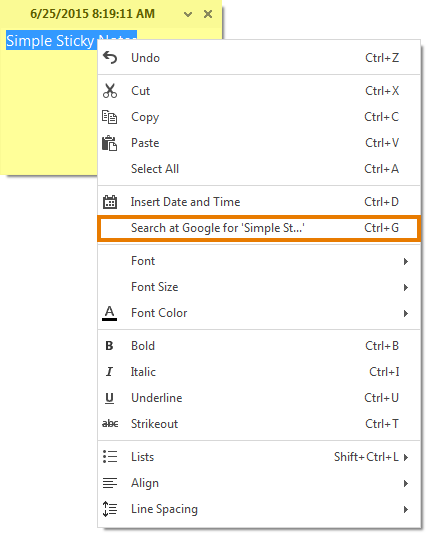 6/25/2015 8:19:11 AM
Simple Sticky Notes
Undo Ctrl+Z
Cut Ctrl+X
Copy Ctrl+C
Paste Ctrl+V
Select All Ctrl+A
Insert Date and Time Ctrl+D
Search at Google for 'Simple St...' Ctrl+G
Font
Font Size
A Font Color
B Bold Ctrl+B
I Italic Ctrl+I
U Underline Ctrl+U
abc Strikeout Ctrl+T
Lists Shift+Ctrl+L
Align
Line Spacing